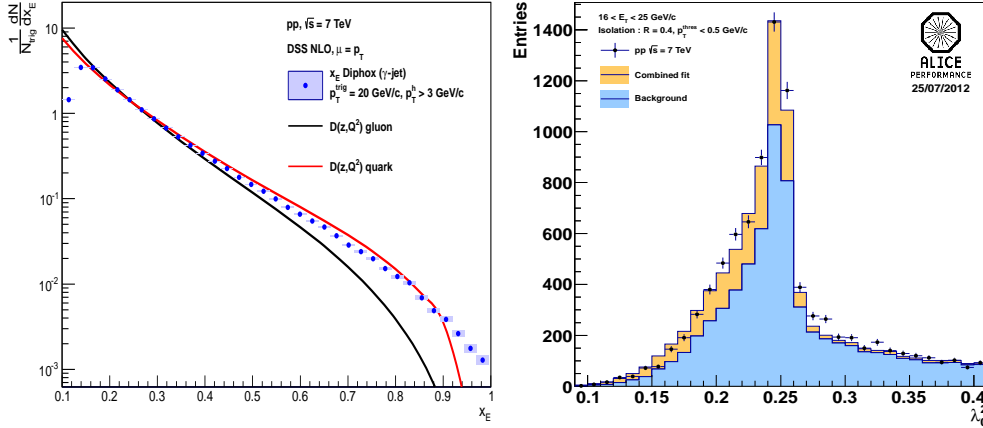 1/N_trig dN/dx_E
10
1
10^-1
10^-2
10^-3
pp, √s = 7 TeV
DSS NLO, μ = p_T
x_E Diphox (γ-jet)
p_T^trig = 20 GeV/c, p_T^h > 3 GeV/c
D(z,Q²) gluon
D(z,Q²) quark
0.1 0.2 0.3 0.4 0.5 0.6 0.7 0.8 0.9 1
x_E
Entries
1400
1200
1000
800
600
400
200
0
16 < E_T < 25 GeV/c
Isolation : R = 0.4, p_T^thres < 0.5 GeV/c
pp √s = 7 TeV
Combined fit
Background
ALICE
PERFORMANCE
25/07/2012
0.1 0.15 0.2 0.25 0.3 0.35 0.4
λ_0^2